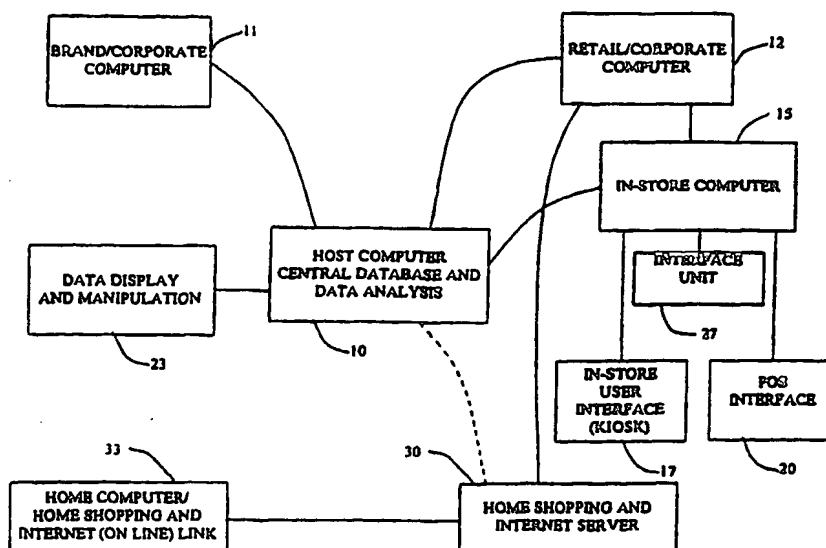 11
BRAND/CORPORATE
COMPUTER
RETAIL/CORPORATE
COMPUTER
12
15
IN-STORE COMPUTER
HOST COMPUTER
CENTRAL DATABASE AND
DATA ANALYSIS
10
DATA DISPLAY
AND MANIPULATION
23
INTERFACE
UNIT
27
IN-STORE
USER
INTERFACE
(KIOSK)
17
POS
INTERFACE
20
33
HOME COMPUTER/
HOME SHOPPING AND
INTERNET (ON LINE) LINK
30
HOME SHOPPING AND
INTERNET SERVER